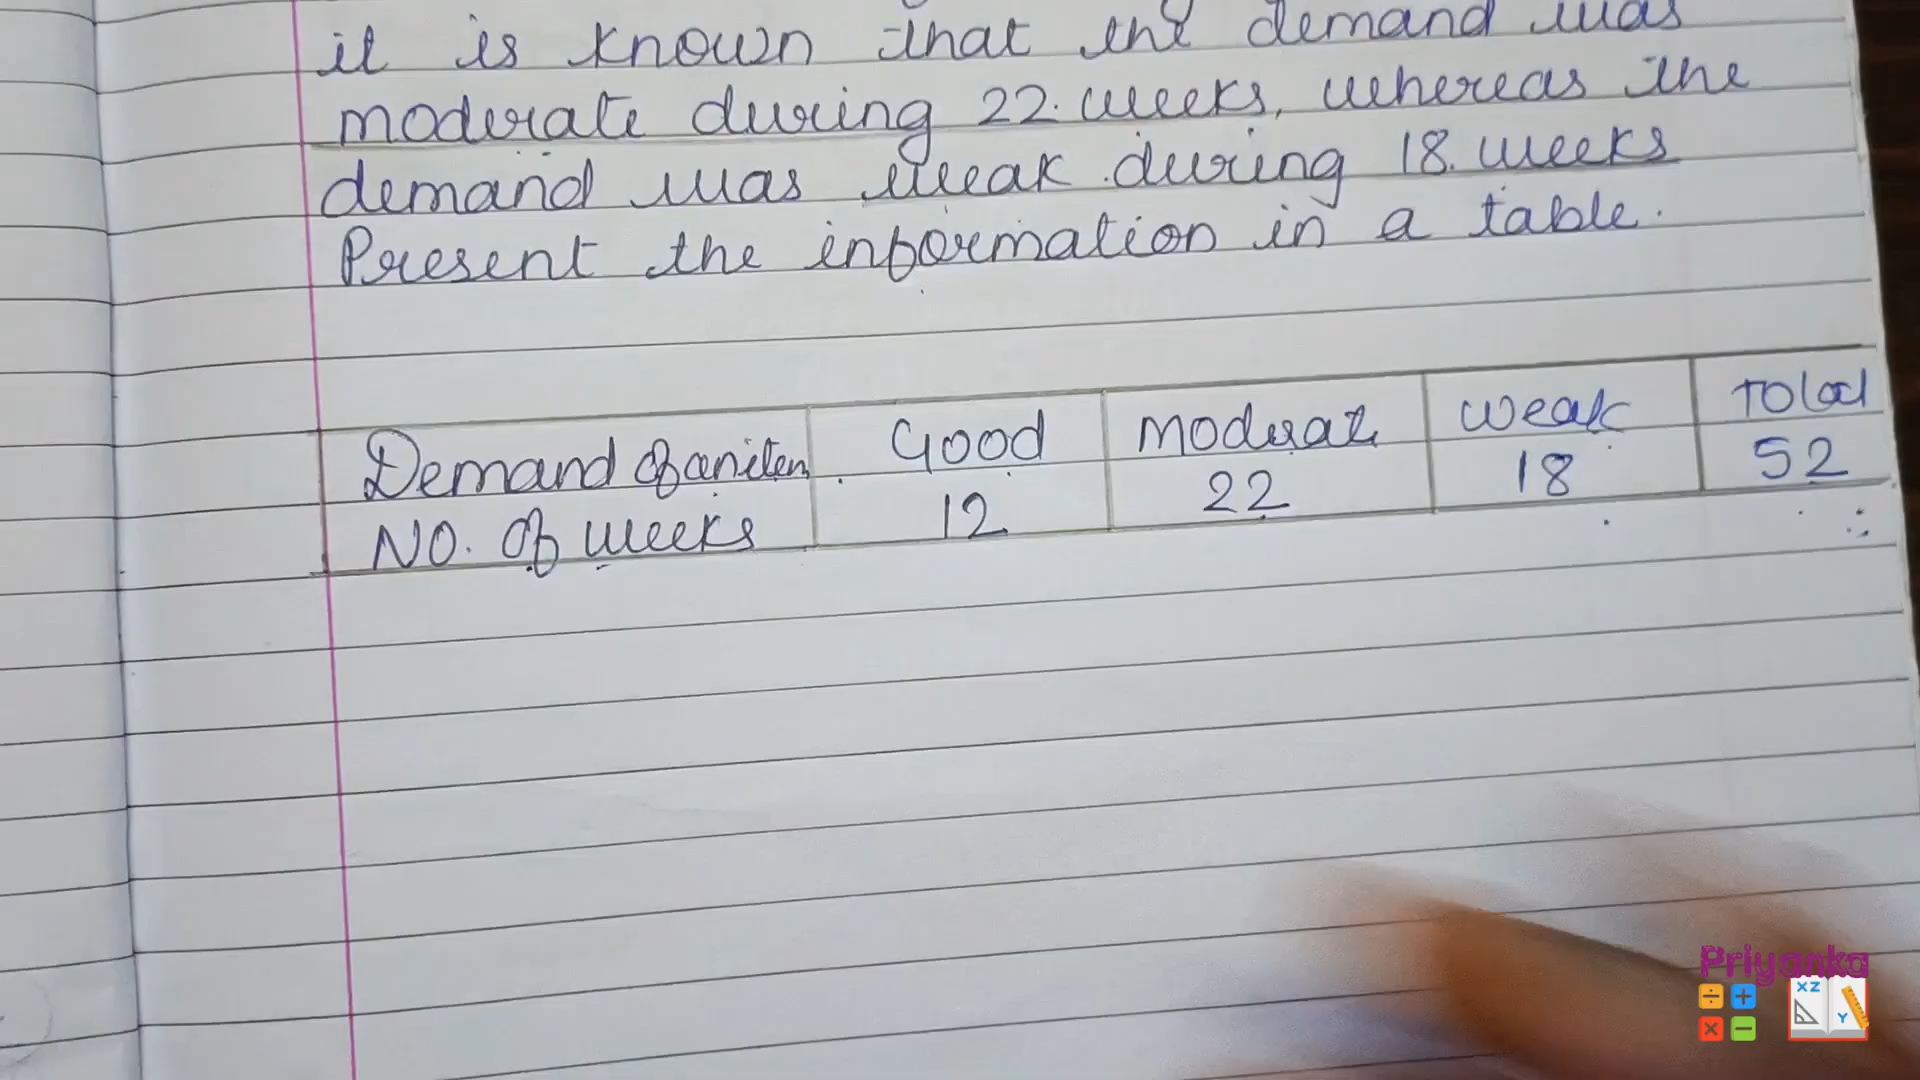 it is known that the demand was
moderate during 22 weeks, whereas the
demand was weak during 18 weeks
Present the information in a table.
Demand of an item Good Moderate Weak Total
NO. of weeks 12 22 18 52
Priyanka
XZ
Y